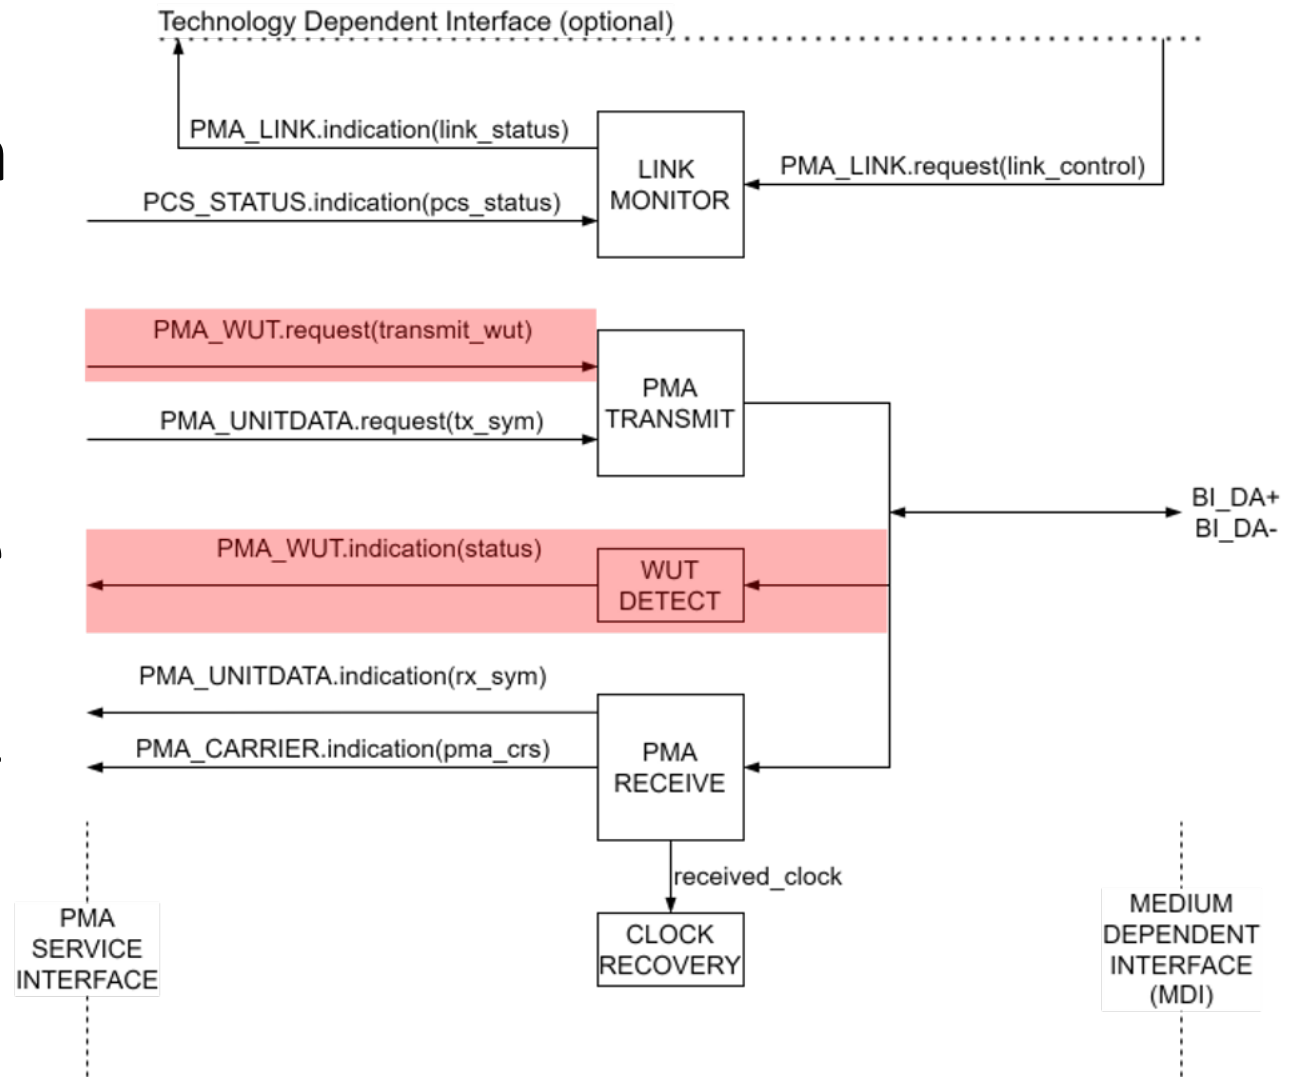 Technology Dependent Interface (optional)
PMA_LINK.indication(link_status)
LINK
MONITOR
PMA_LINK.request(link_control)
PCS_STATUS.indication(pcs_status)
PMA_WUT.request(transmit_wut)
PMA
TRANSMIT
PMA_UNITDATA.request(tx_sym)
BI_DA+
BI_DA-
PMA_WUT.indication(status)
WUT
DETECT
PMA_UNITDATA.indication(rx_sym)
PMA_CARRIER.indication(pma_crs)
PMA
RECEIVE
received_clock
CLOCK
RECOVERY
PMA
SERVICE
INTERFACE
MEDIUM
DEPENDENT
INTERFACE
(MDI)